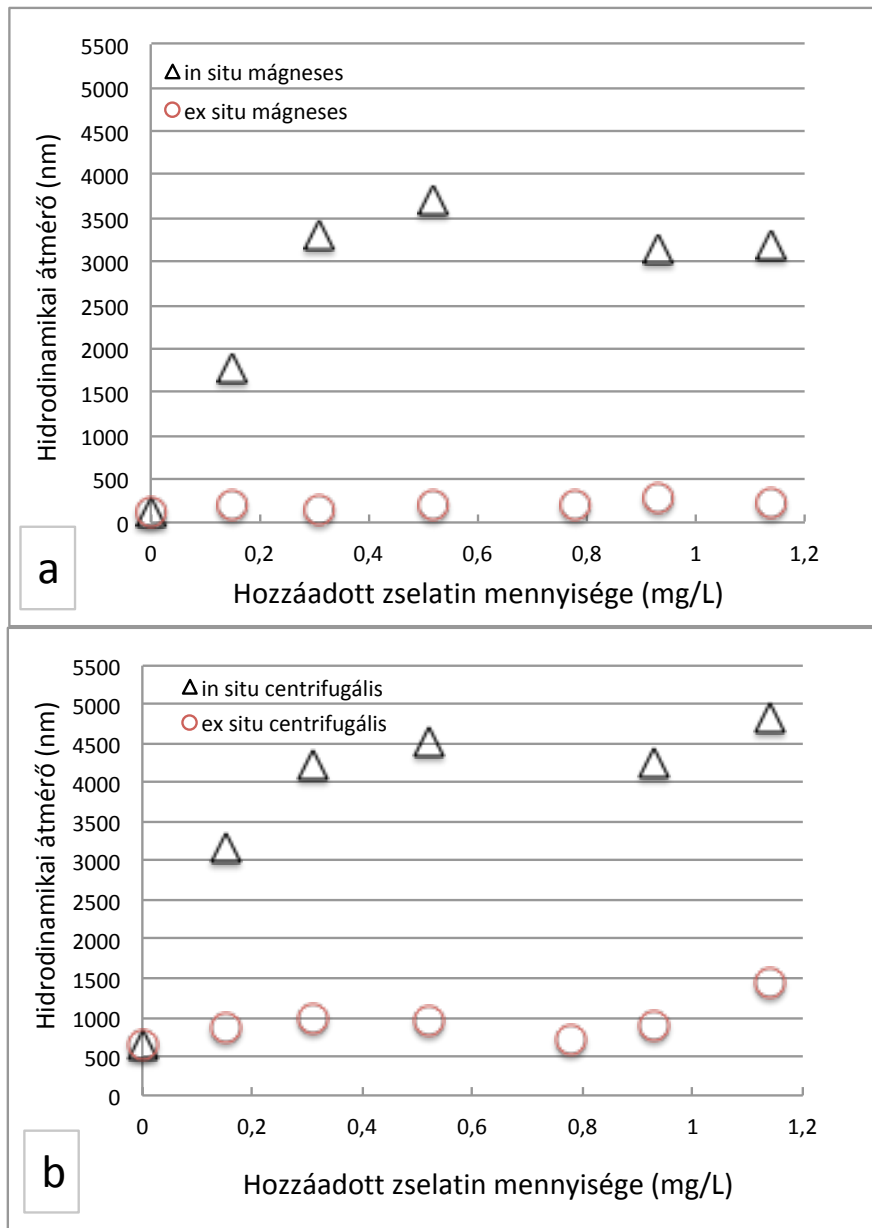 5500
5000
4500
4000
3500
3000
2500
2000
1500
1000
500
0
Hidrodinamikai átmérő (nm)
in situ mágneses
ex situ mágneses
0 0,2 0,4 0,6 0,8 1 1,2
Hozzáadott zselatin mennyisége (mg/L)
a
5500
5000
4500
4000
3500
3000
2500
2000
1500
1000
500
0
Hidrodinamikai átmérő (nm)
in situ centrifugális
ex situ centrifugális
0 0,2 0,4 0,6 0,8 1 1,2
Hozzáadott zselatin mennyisége (mg/L)
b